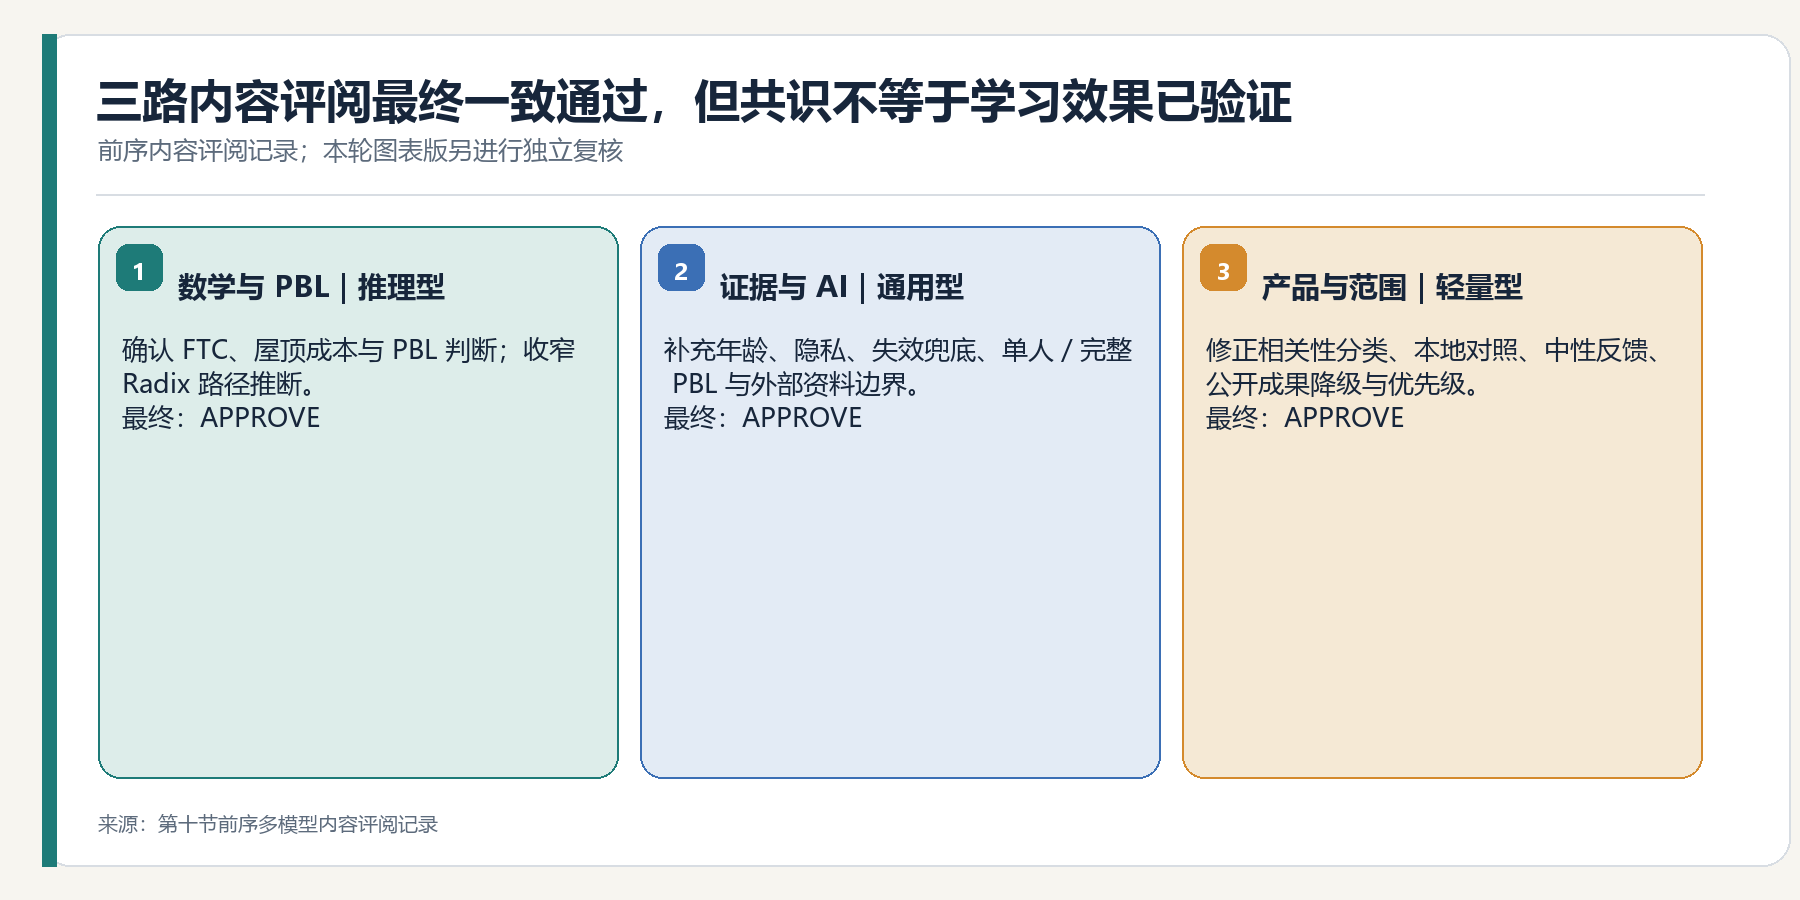 三路内容评阅最终一致通过，但共识不等于学习效果已验证
前序内容评阅记录；本轮图表版另进行独立复核
1
数学与 PBL | 推理型
确认 FTC、屋顶成本与 PBL 判断；收窄
Radix 路径推断。
最终：APPROVE
2
证据与 AI | 通用型
补充年龄、隐私、失效兜底、单人 / 完整
PBL 与外部资料边界。
最终：APPROVE
3
产品与范围 | 轻量型
修正相关性分类、本地对照、中性反馈、
公开成果降级与优先级。
最终：APPROVE
来源：第十节前序多模型内容评阅记录